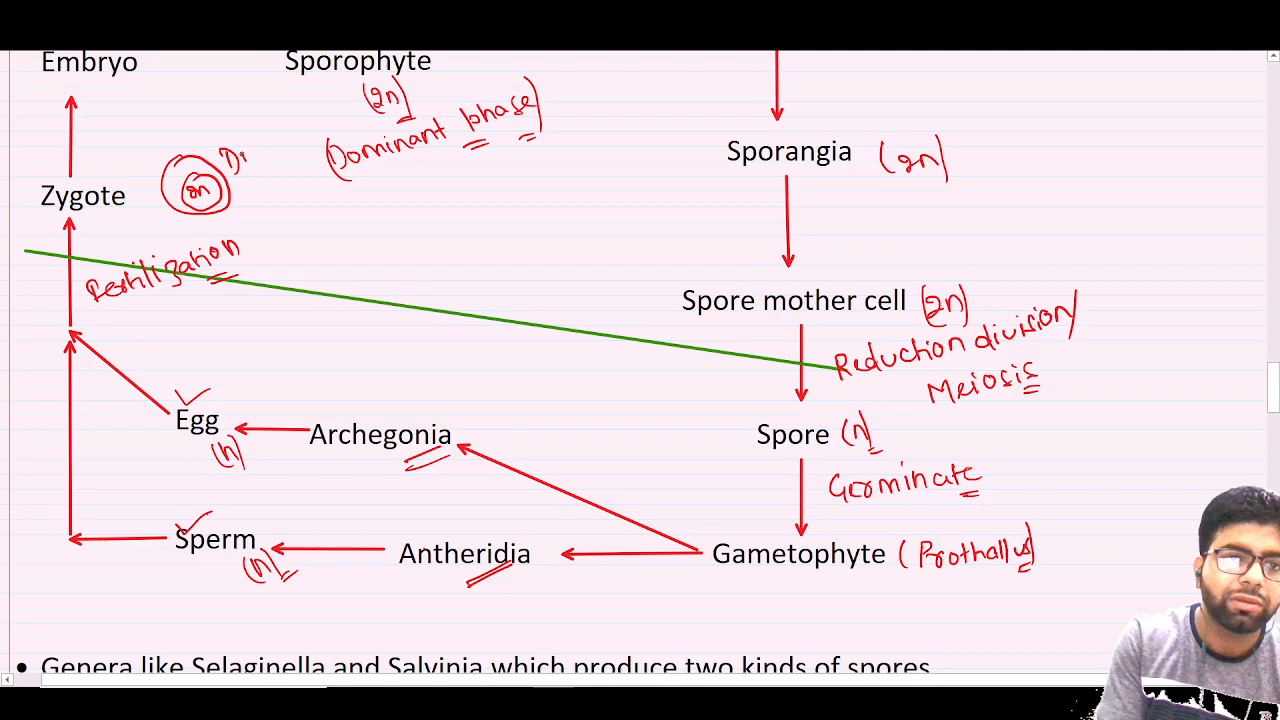 Embryo
Sporophyte
(2n)
(Dominant phase)
Sporangia (2n)
Zygote
2n
Di
Fertilization
Spore mother cell (2n)
Reduction division/
Meiosis
Egg
(n)
Archegonia
Spore (n)
Germinate
Sperm
(n)
Antheridia
Gametophyte (Prothallus)
• Genera like Selaginella and Salvinia which produce two kinds of spores